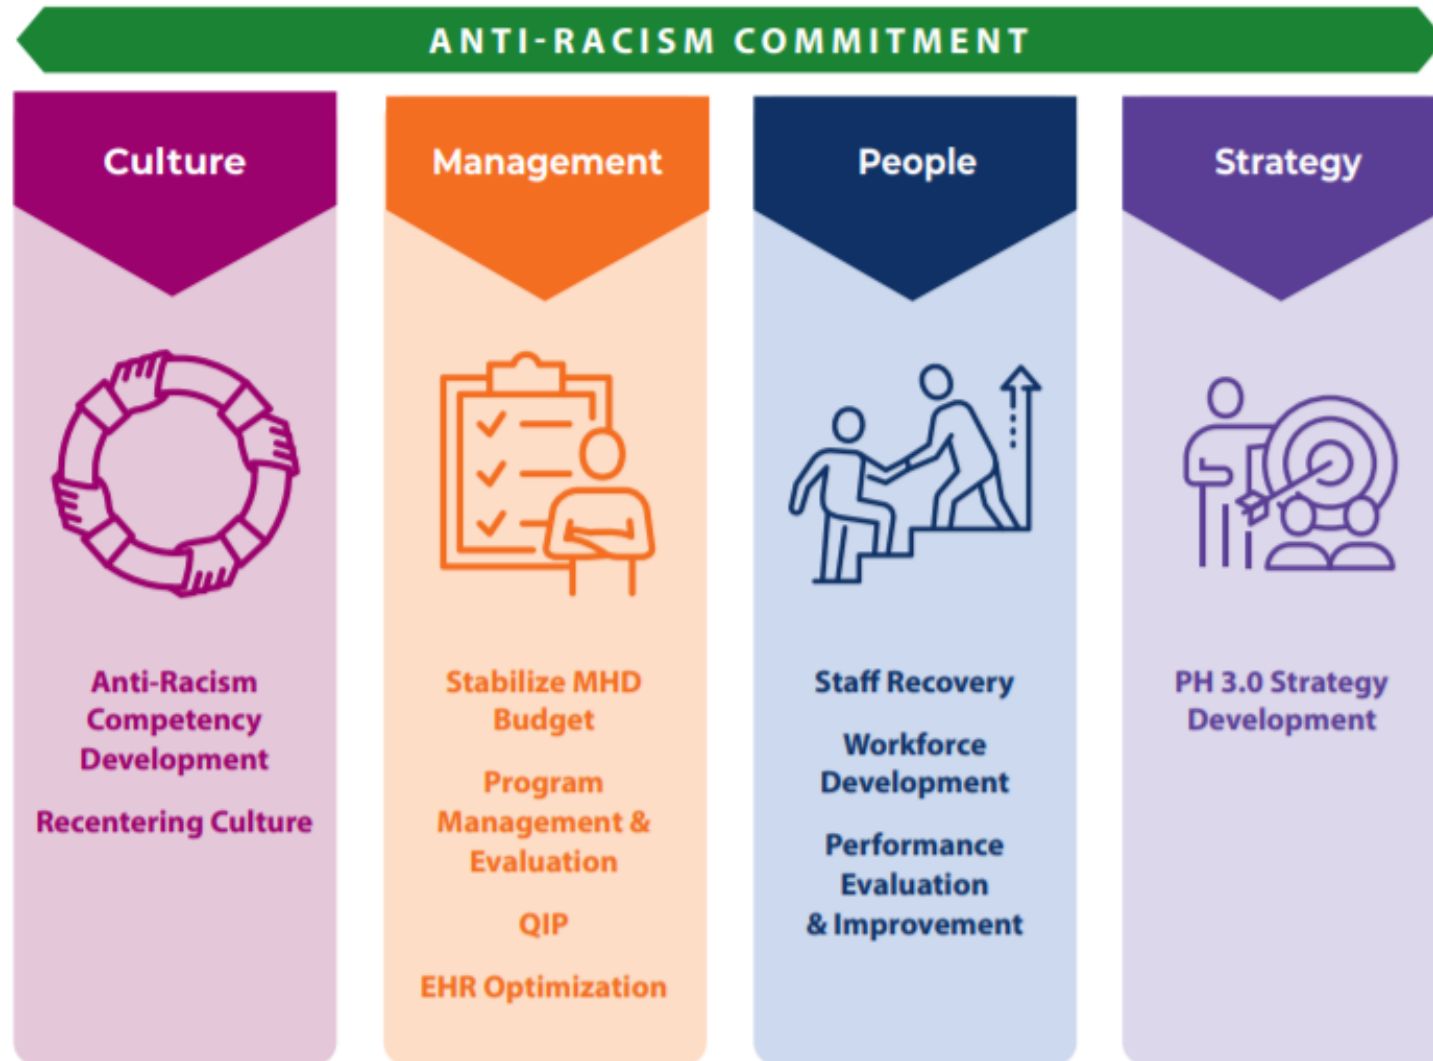 ANTI-RACISM COMMITMENT
Culture
Anti-Racism
Competency
Development
Recentering Culture
Management
Stabilize MHD
Budget
Program
Management &
Evaluation
QIP
EHR Optimization
People
Staff Recovery
Workforce
Development
Performance
Evaluation
& Improvement
Strategy
PH 3.0 Strategy
Development